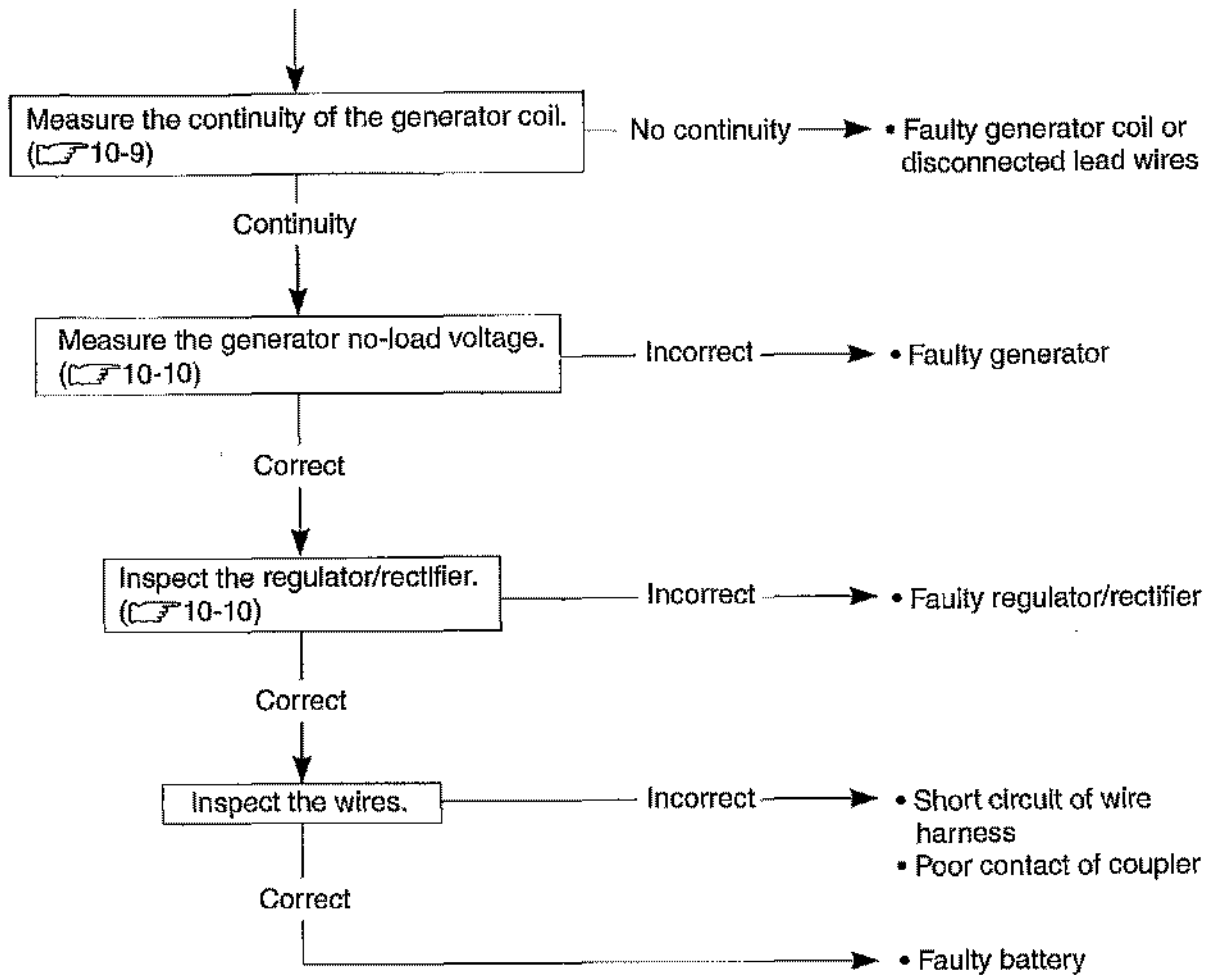 Measure the continuity of the generator coil.
(☞10-9)
No continuity
• Faulty generator coil or
disconnected lead wires
Continuity
Measure the generator no-load voltage.
(☞10-10)
Incorrect
• Faulty generator
Correct
Inspect the regulator/rectifier.
(☞10-10)
Incorrect
• Faulty regulator/rectifier
Correct
Inspect the wires.
Incorrect
• Short circuit of wire
harness
• Poor contact of coupler
Correct
• Faulty battery